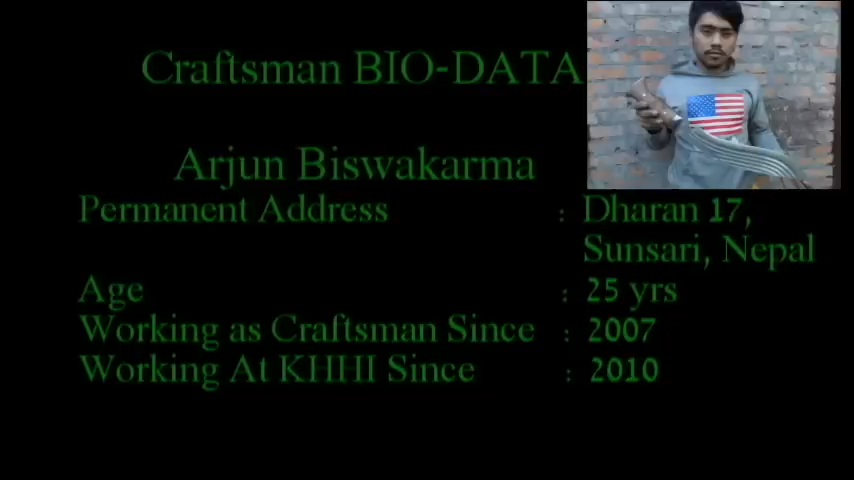 Craftsman BIO-DATA
Arjun Biswakarma
Permanent Address : Dharan 17,
Sunsari, Nepal
Age : 25 yrs
Working as Craftsman Since : 2007
Working At KHHI Since : 2010